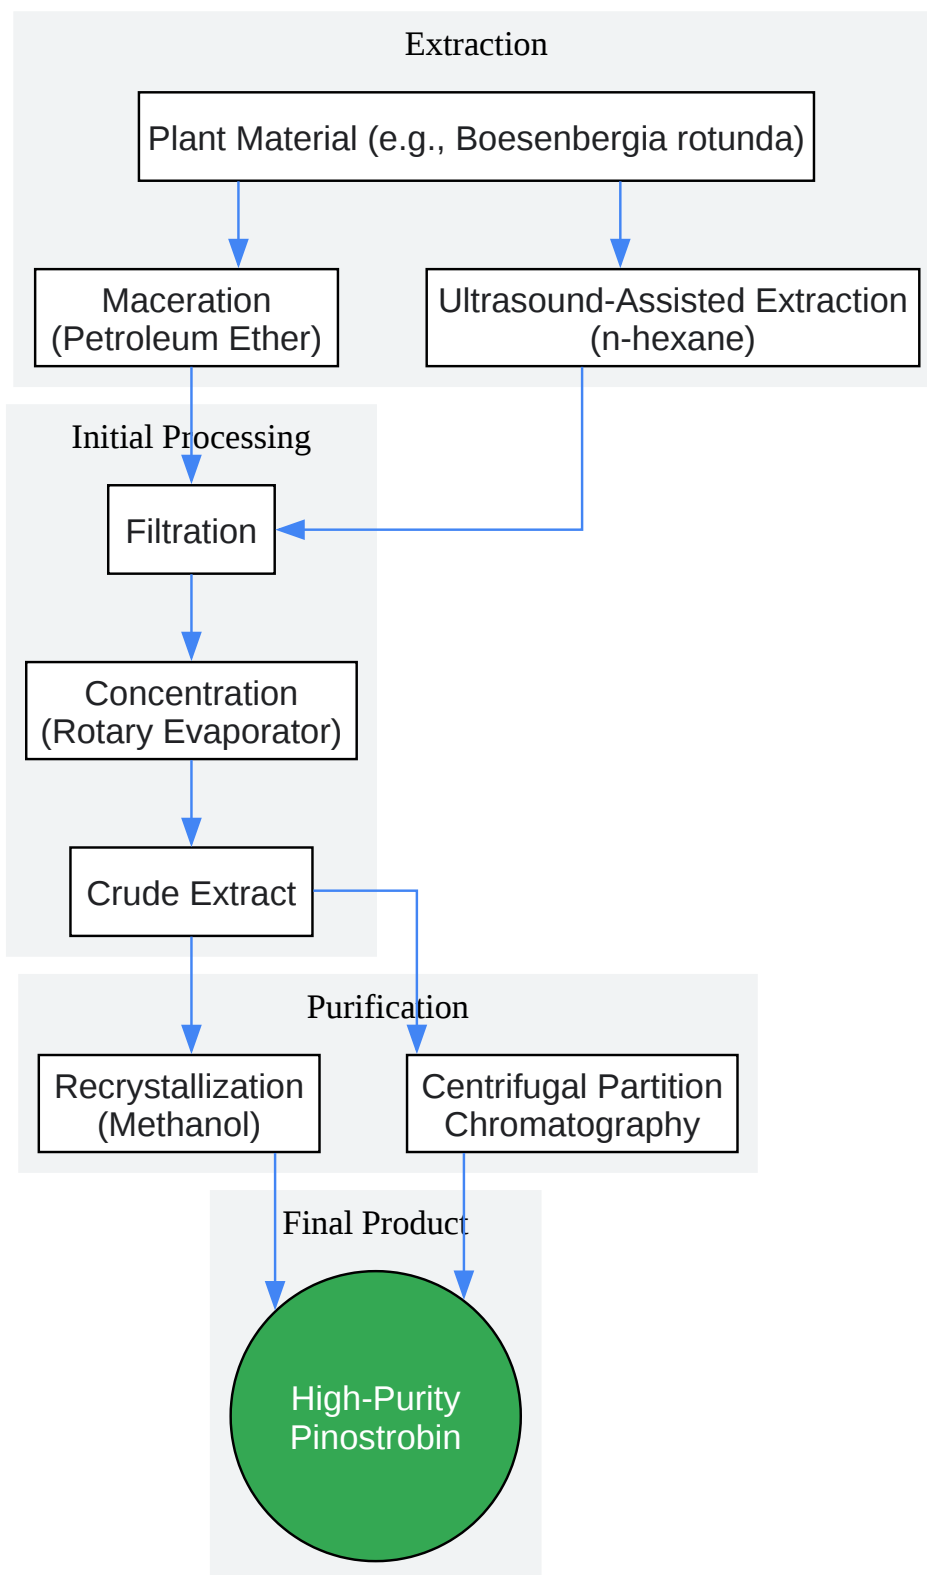 Extraction
Plant Material (e.g., Boesenbergia rotunda)
Maceration
(Petroleum Ether)
Ultrasound-Assisted Extraction
(n-hexane)
Initial Processing
Filtration
Concentration
(Rotary Evaporator)
Crude Extract
Purification
Recrystallization
(Methanol)
Centrifugal Partition
Chromatography
Final Product
High-Purity
Pinostrobin